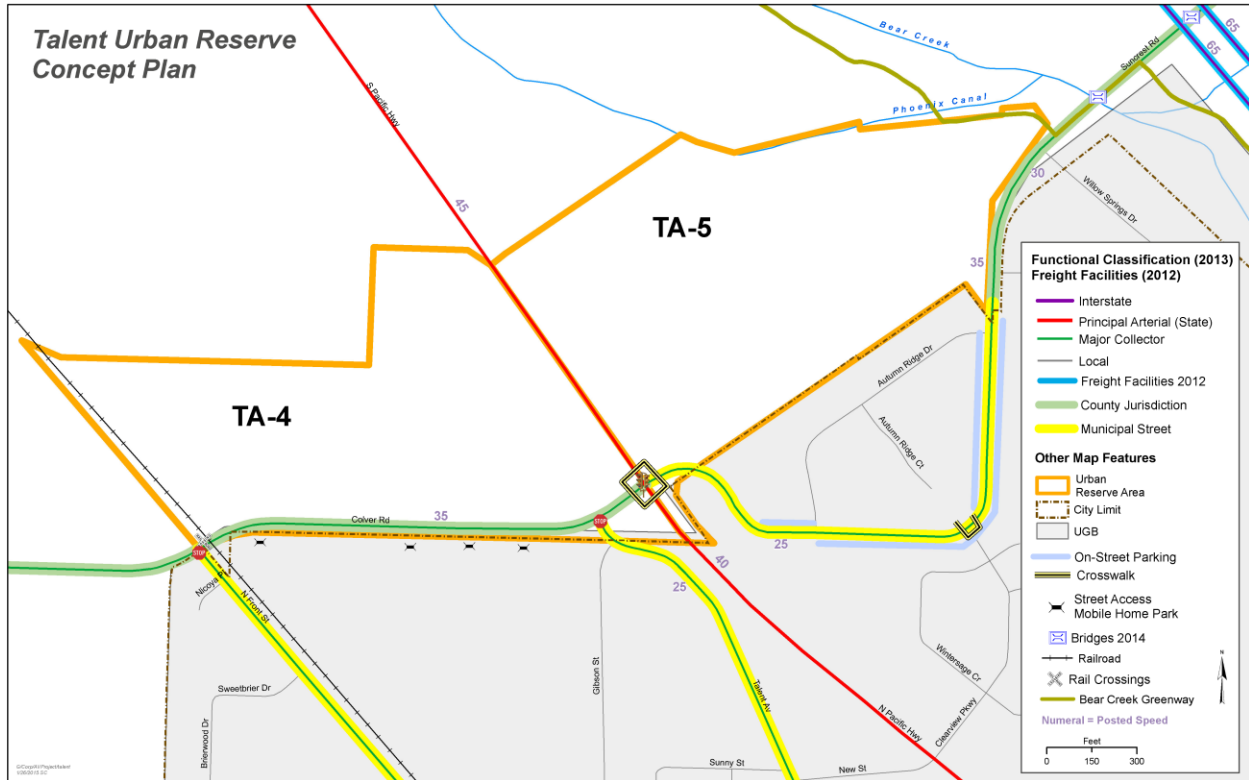 Talent Urban Reserve
Concept Plan
Bear Creek
Phoenix Canal
Suncrest Rd
65
65
S Pacific Hwy
45
30
Willow Springs Dr
TA-5
35
TA-4
Autumn Ridge Dr
Autumn Ridge Ct
Colver Rd
35
STOP
STOP
25
40
25
Nicoya
N Front St
Gibson St
Talent Av
Sweetbrier Dr
Brierwood Dr
N Pacific Hwy
Wintersage Cr
Clearview Pkwy
Sunny St
New St
Functional Classification (2013)
Freight Facilities (2012)
Interstate
Principal Arterial (State)
Major Collector
Local
Freight Facilities 2012
County Jurisdiction
Municipal Street
Other Map Features
Urban
Reserve Area
City Limit
UGB
On-Street Parking
Crosswalk
Street Access
Mobile Home Park
Bridges 2014
Railroad
Rail Crossings
N
Bear Creek Greenway
Numeral = Posted Speed
Feet
0 150 300